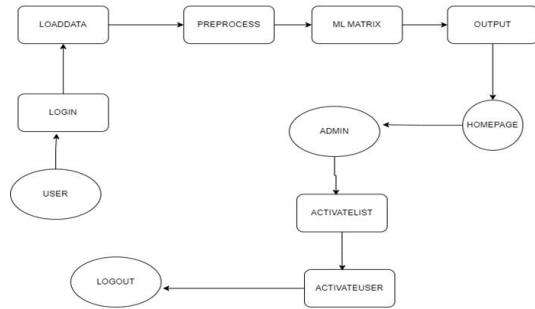 LOADDATA
PREPROCESS
ML MATRIX
OUTPUT
LOGIN
HOMEPAGE
ADMIN
USER
ACTIVATELIST
LOGOUT
ACTIVATEUSER